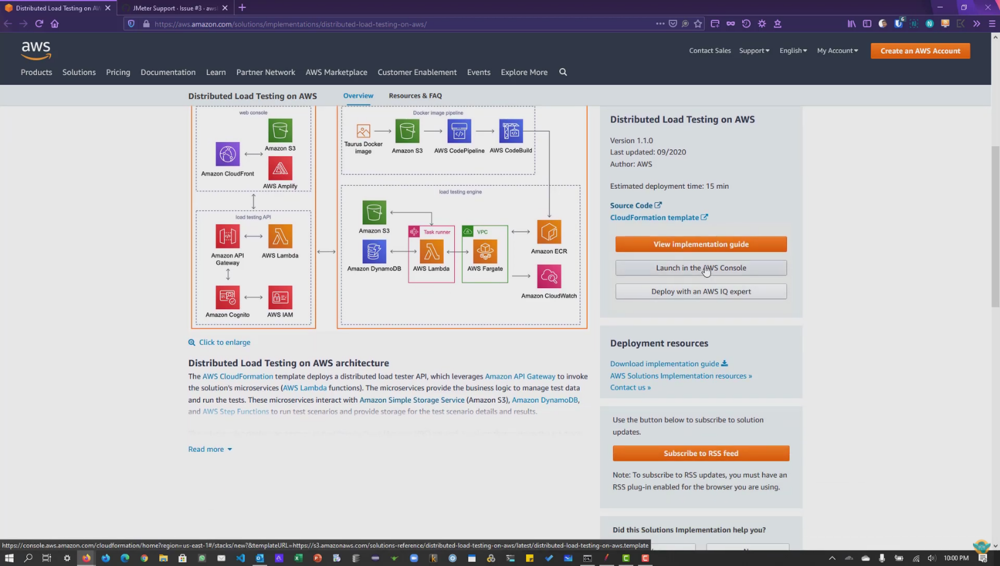 Distributed Load Testing on AW
JMeter Support · Issue #3 · aws
https://aws.amazon.com/solutions/implementations/distributed-load-testing-on-aws/
6
aws
Contact Sales
Support
English
My Account
Create an AWS Account
Products
Solutions
Pricing
Documentation
Learn
Partner Network
AWS Marketplace
Customer Enablement
Events
Explore More
Distributed Load Testing on AWS
Overview
Resources & FAQ
web console
Amazon S3
Amazon CloudFront
AWS Amplify
load testing API
Amazon API
Gateway
AWS Lambda
Amazon Cognito
AWS IAM
Docker image pipeline
Taurus Docker
image
Amazon S3
AWS CodePipeline
AWS CodeBuild
load testing engine
Amazon S3
Task runner
VPC
Amazon DynamoDB
AWS Lambda
AWS Fargate
Amazon ECR
Amazon CloudWatch
Click to enlarge
Distributed Load Testing on AWS architecture
The AWS CloudFormation template deploys a distributed load tester API, which leverages Amazon API Gateway to invoke
the solution's microservices (AWS Lambda functions). The microservices provide the business logic to manage test data
and run the tests. These microservices interact with Amazon Simple Storage Service (Amazon S3), Amazon DynamoDB,
and AWS Step Functions to run test scenarios and provide storage for the test scenario details and results.
Read more
Distributed Load Testing on AWS
Version 1.1.0
Last updated: 09/2020
Author: AWS
Estimated deployment time: 15 min
Source Code
CloudFormation template
View implementation guide
Launch in the AWS Console
Deploy with an AWS IQ expert
Deployment resources
Download implementation guide
AWS Solutions Implementation resources »
Contact us »
Use the button below to subscribe to solution
updates.
Subscribe to RSS feed
Note: To subscribe to RSS updates, you must have an
RSS plug-in enabled for the browser you are using.
Did this Solutions Implementation help you?
https://console.aws.amazon.com/cloudformation/home?region=us-east-1#/stacks/new?&templateURL=https://s3.amazonaws.com/solutions-reference/distributed-load-testing-on-aws/latest/distributed-load-testing-on-aws.template
10:00 PM